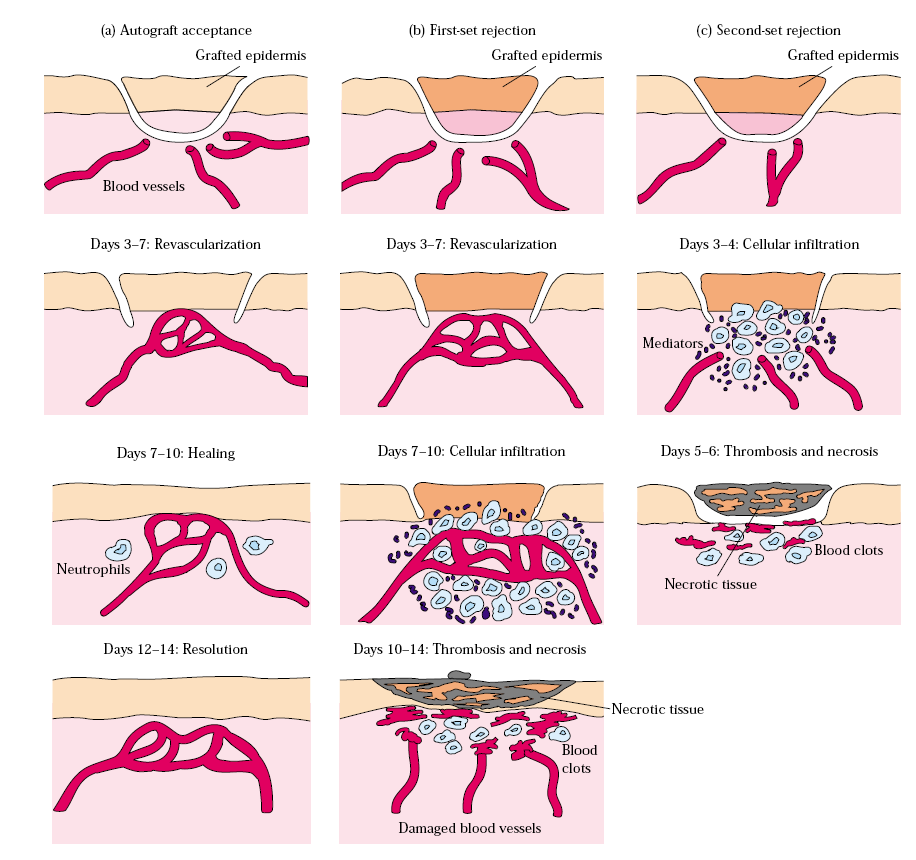 (a) Autograft acceptance
(b) First-set rejection
(c) Second-set rejection
Grafted epidermis
Grafted epidermis
Grafted epidermis
Blood vessels
Days 3–7: Revascularization
Days 3–7: Revascularization
Days 3–4: Cellular infiltration
Mediators
Days 7–10: Healing
Days 7–10: Cellular infiltration
Days 5–6: Thrombosis and necrosis
Neutrophils
Blood clots
Necrotic tissue
Days 12–14: Resolution
Days 10–14: Thrombosis and necrosis
Necrotic tissue
Blood
clots
Damaged blood vessels